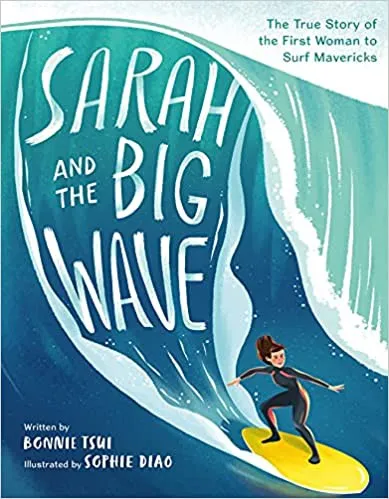 The True Story of
the First Woman to
Surf Mavericks
SARAH
AND THE BIG
WAVE
Written by
BONNIE TSUI
Illustrated by SOPHIE DIAO